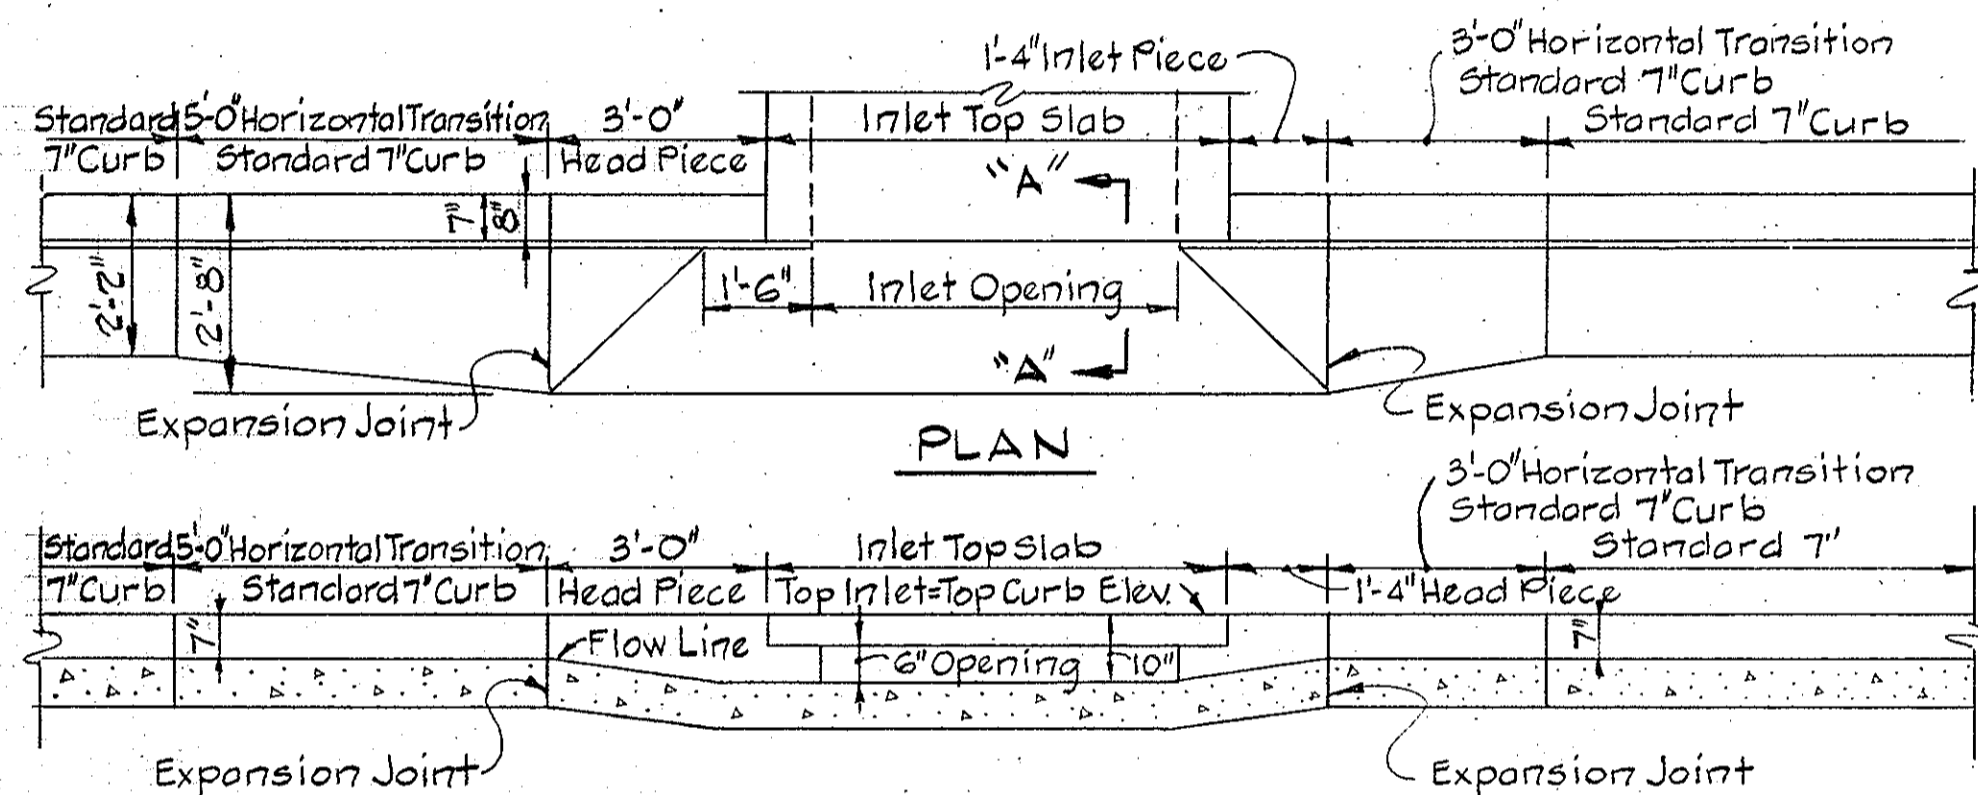 1'-4" Inlet Piece
3'-0" Horizontal Transition
Standard 7" Curb
Standard 7" Curb
Standard 5'-0" Horizontal Transition 3'-0" Inlet Top Slab
7" Curb Standard 7" Curb Head Piece
"A"
7"
8"
2'-2"
2'-8"
1'-6" Inlet Opening
"A"
Expansion Joint
Expansion Joint
PLAN
3'-0" Horizontal Transition
Standard 7" Curb
Standard 7"
Standard 5'-0" Horizontal Transition 3'-0" Inlet Top Slab
7" Curb Standard 7" Curb Head Piece Top Inlet=Top Curb Elev. 1'-4" Head Piece
7"
Flow Line
6" Opening 10"
7"
Expansion Joint
Expansion Joint